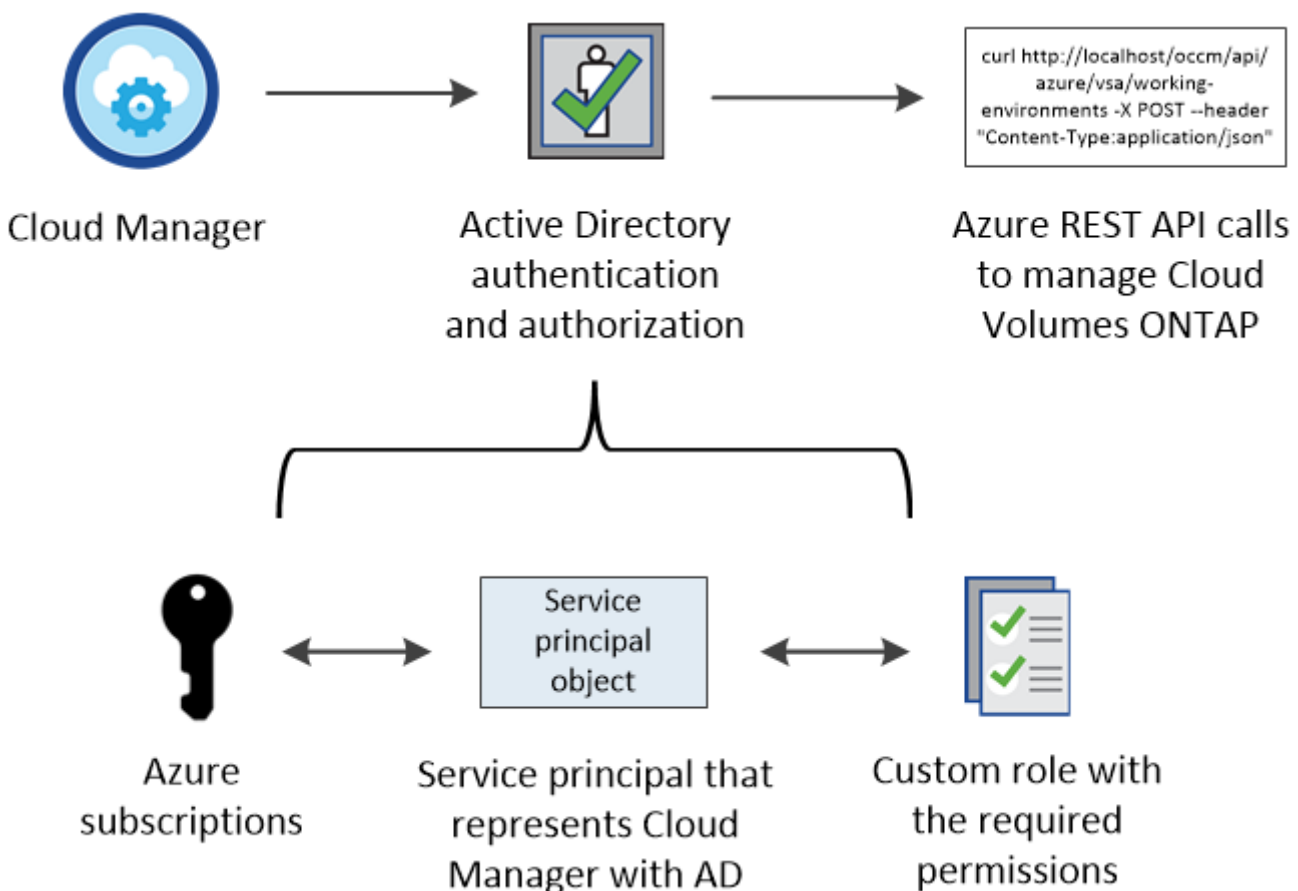 curl http://localhost/occm/api/
azure/vsa/working-
environments -X POST --header
"Content-Type:application/json"
Cloud Manager
Active Directory
authentication
and authorization
Azure REST API calls
to manage Cloud
Volumes ONTAP
Service
principal
object
Azure
subscriptions
Service principal that
represents Cloud
Manager with AD
Custom role with
the required
permissions